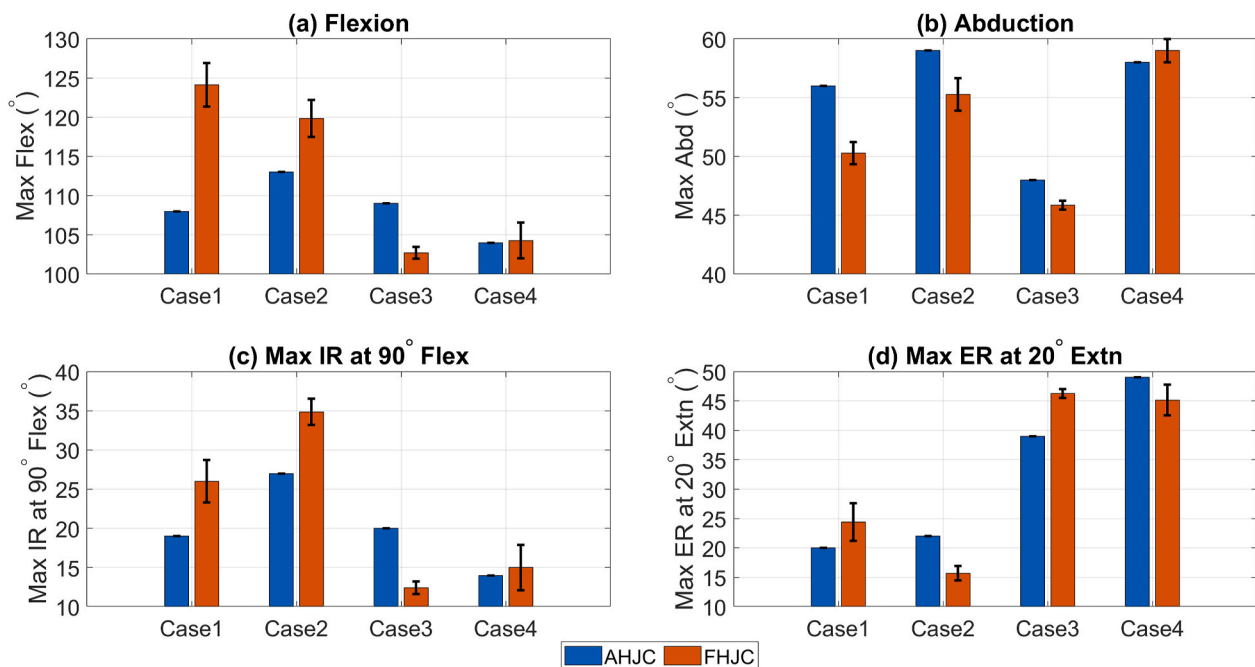 (a) Flexion
Max Flex (°)
130
125
120
115
110
105
100
Case1 Case2 Case3 Case4
(b) Abduction
Max Abd (°)
60
55
50
45
40
Case1 Case2 Case3 Case4
(c) Max IR at 90° Flex
Max IR at 90° Flex (°)
40
35
30
25
20
15
10
Case1 Case2 Case3 Case4
(d) Max ER at 20° Extn
Max ER at 20° Extn (°)
50
45
40
35
30
25
20
15
10
Case1 Case2 Case3 Case4
AHJC FHJC